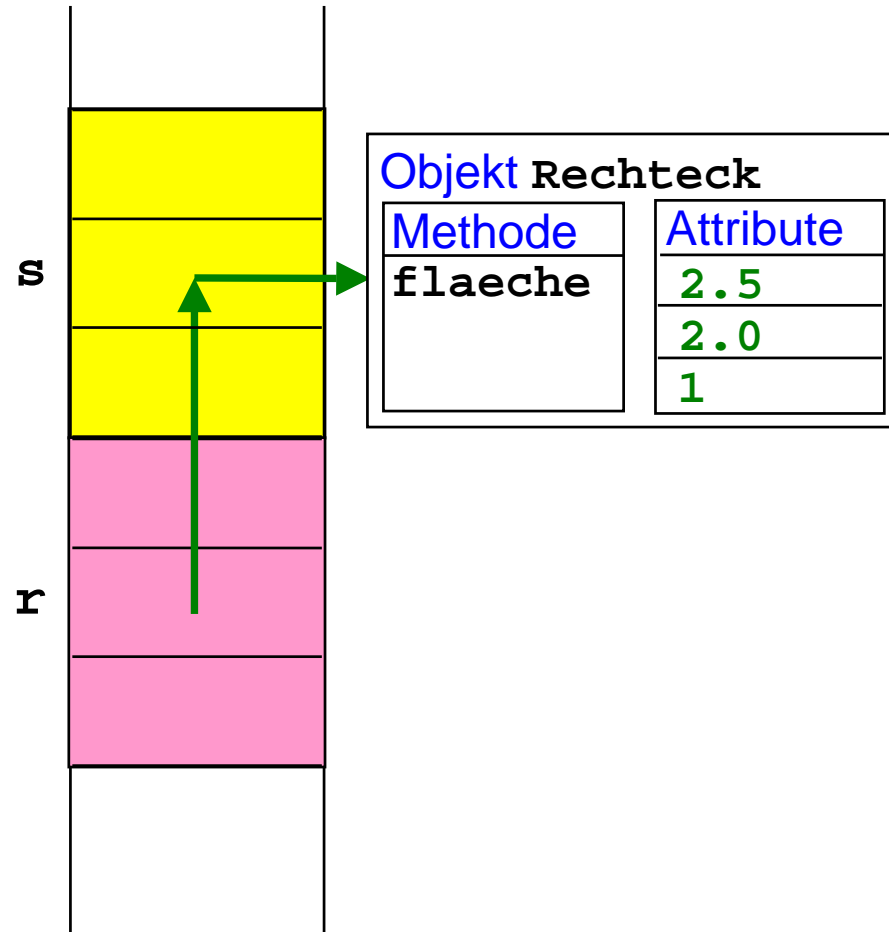 Objekt Rechteck
Methode
flaeche
Attribute
2.5
2.0
1
s
r